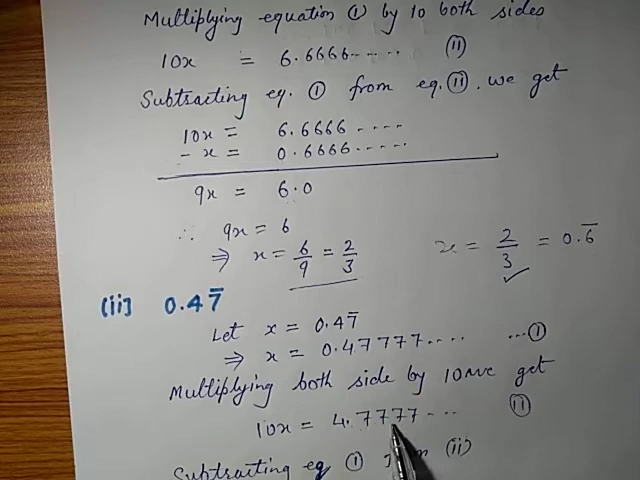 Multiplying equation ① by 10 both sides
10x = 6.6666..... (II)
Subtracting eq. ① from eq. (II). we get
10x = 6.6666 ....
- x = 0.6666.....
9x = 6.0
∴ 9x = 6
⇒ x = 6/9 = 2/3 x = 2/3 = 0.6̅ ✓
(ii) 0.47̅
Let x = 0.47̅
⇒ x = 0.47777.... ...①
Multiplying both side by 10 we get
10x = 4.7777... (II)
Subtracting eq ① (ii)